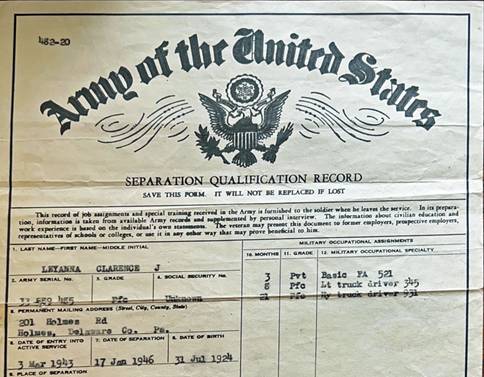 452-20
Army of the United States
SEPARATION QUALIFICATION RECORD
SAVE THIS FORM. IT WILL NOT BE REPLACED IF LOST
This record of job assignments and special training received in the Army is furnished to the soldier when he leaves the service. In its prepara-
tion, information is taken from available Army records and supplemented by personal interview. The information about civilian education and
work experience is based on the individual's own statements. The veteran may present this document to former employers, prospective employers,
representatives of schools or colleges, or use it in any other way that may prove beneficial to him.
1. LAST NAME—FIRST NAME—MIDDLE INITIAL
LEYANNA CLARENCE J
2. ARMY SERIAL No. 3. GRADE 4. SOCIAL SECURITY No.
Pfc Unknown
5. PERMANENT MAILING ADDRESS (Street, City, County, State)
201 Holmes Rd
Holmes, Delaware Co. Pa.
6. DATE OF ENTRY INTO ACTIVE SERVICE 7. DATE OF SEPARATION 8. DATE OF BIRTH
3 Mar 1943 17 Jan 1946 31 Jul 1924
9. PLACE OF SEPARATION
MILITARY OCCUPATIONAL ASSIGNMENTS
10. MONTHS 11. GRADE 12. MILITARY OCCUPATIONAL SPECIALTY
3 Pvt Basic FA 521
8 Pfc Lt truck driver 345
21 Pfc Hv truck driver 931